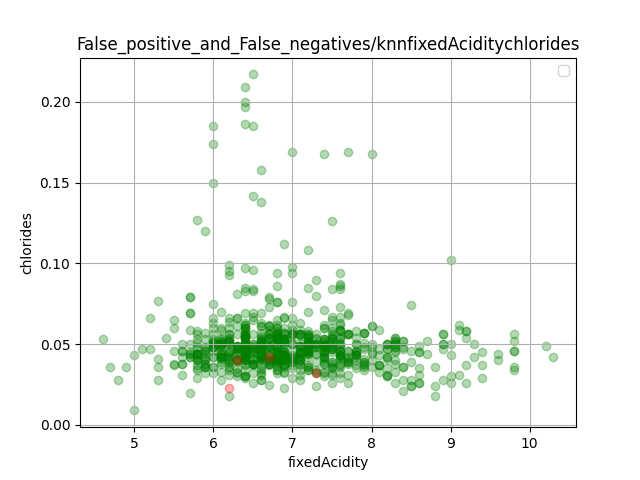 False_positive_and_False_negatives/knnfixedAciditychlorides
0.20
0.15
0.10
0.05
0.00
chlorides
5 6 7 8 9 10
fixedAcidity